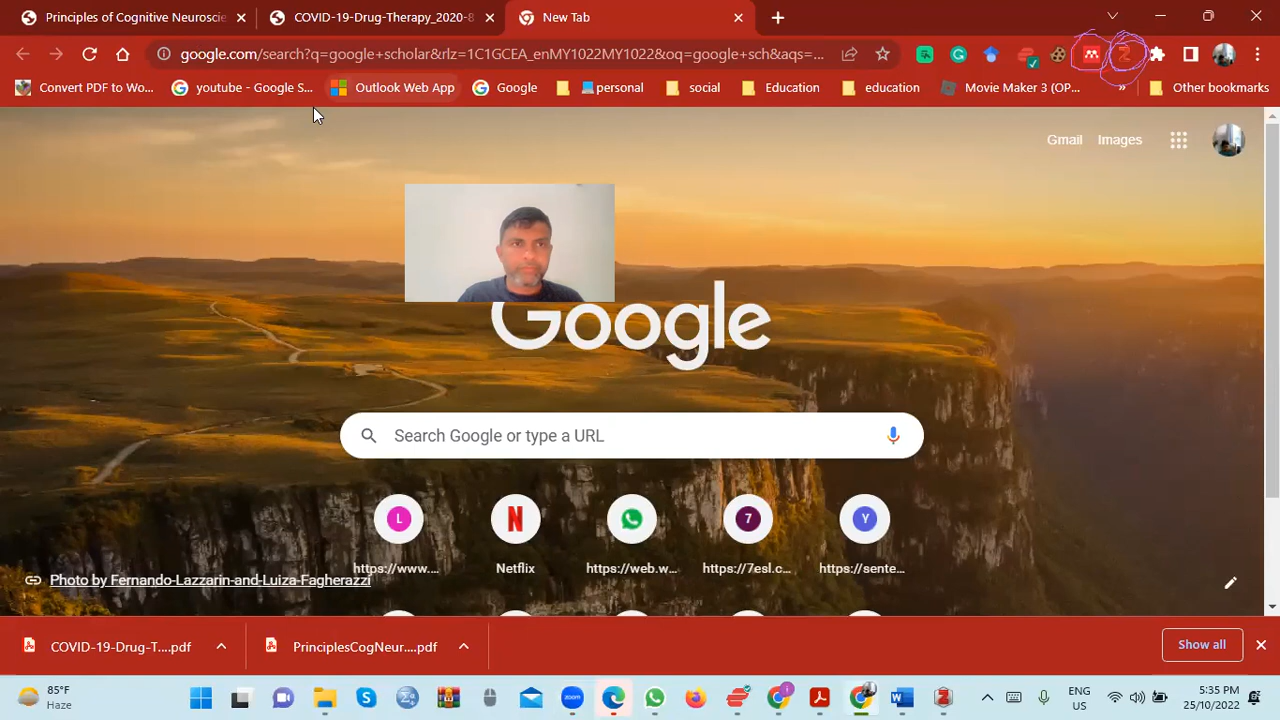 Principles of Cognitive Neuroscie
COVID-19-Drug-Therapy_2020-8
New Tab
google.com/search?q=google+scholar&rlz=1C1GCEA_enMY1022MY1022&oq=google+sch&aqs=...
Convert PDF to Wo...
youtube - Google S...
Outlook Web App
Google
personal
social
Education
education
Movie Maker 3 (OP...
»
Other bookmarks
Gmail
Images
Google
Search Google or type a URL
L
N
7
Y
https://www....
Netflix
https://web.w...
https://7esl.c...
https://sente...
Photo by Fernando-Lazzarin-and-Luiza-Fagherazzi
COVID-19-Drug-T....pdf
PrinciplesCogNeur....pdf
Show all
85°F
Haze
ENG
US
5:35 PM
25/10/2022